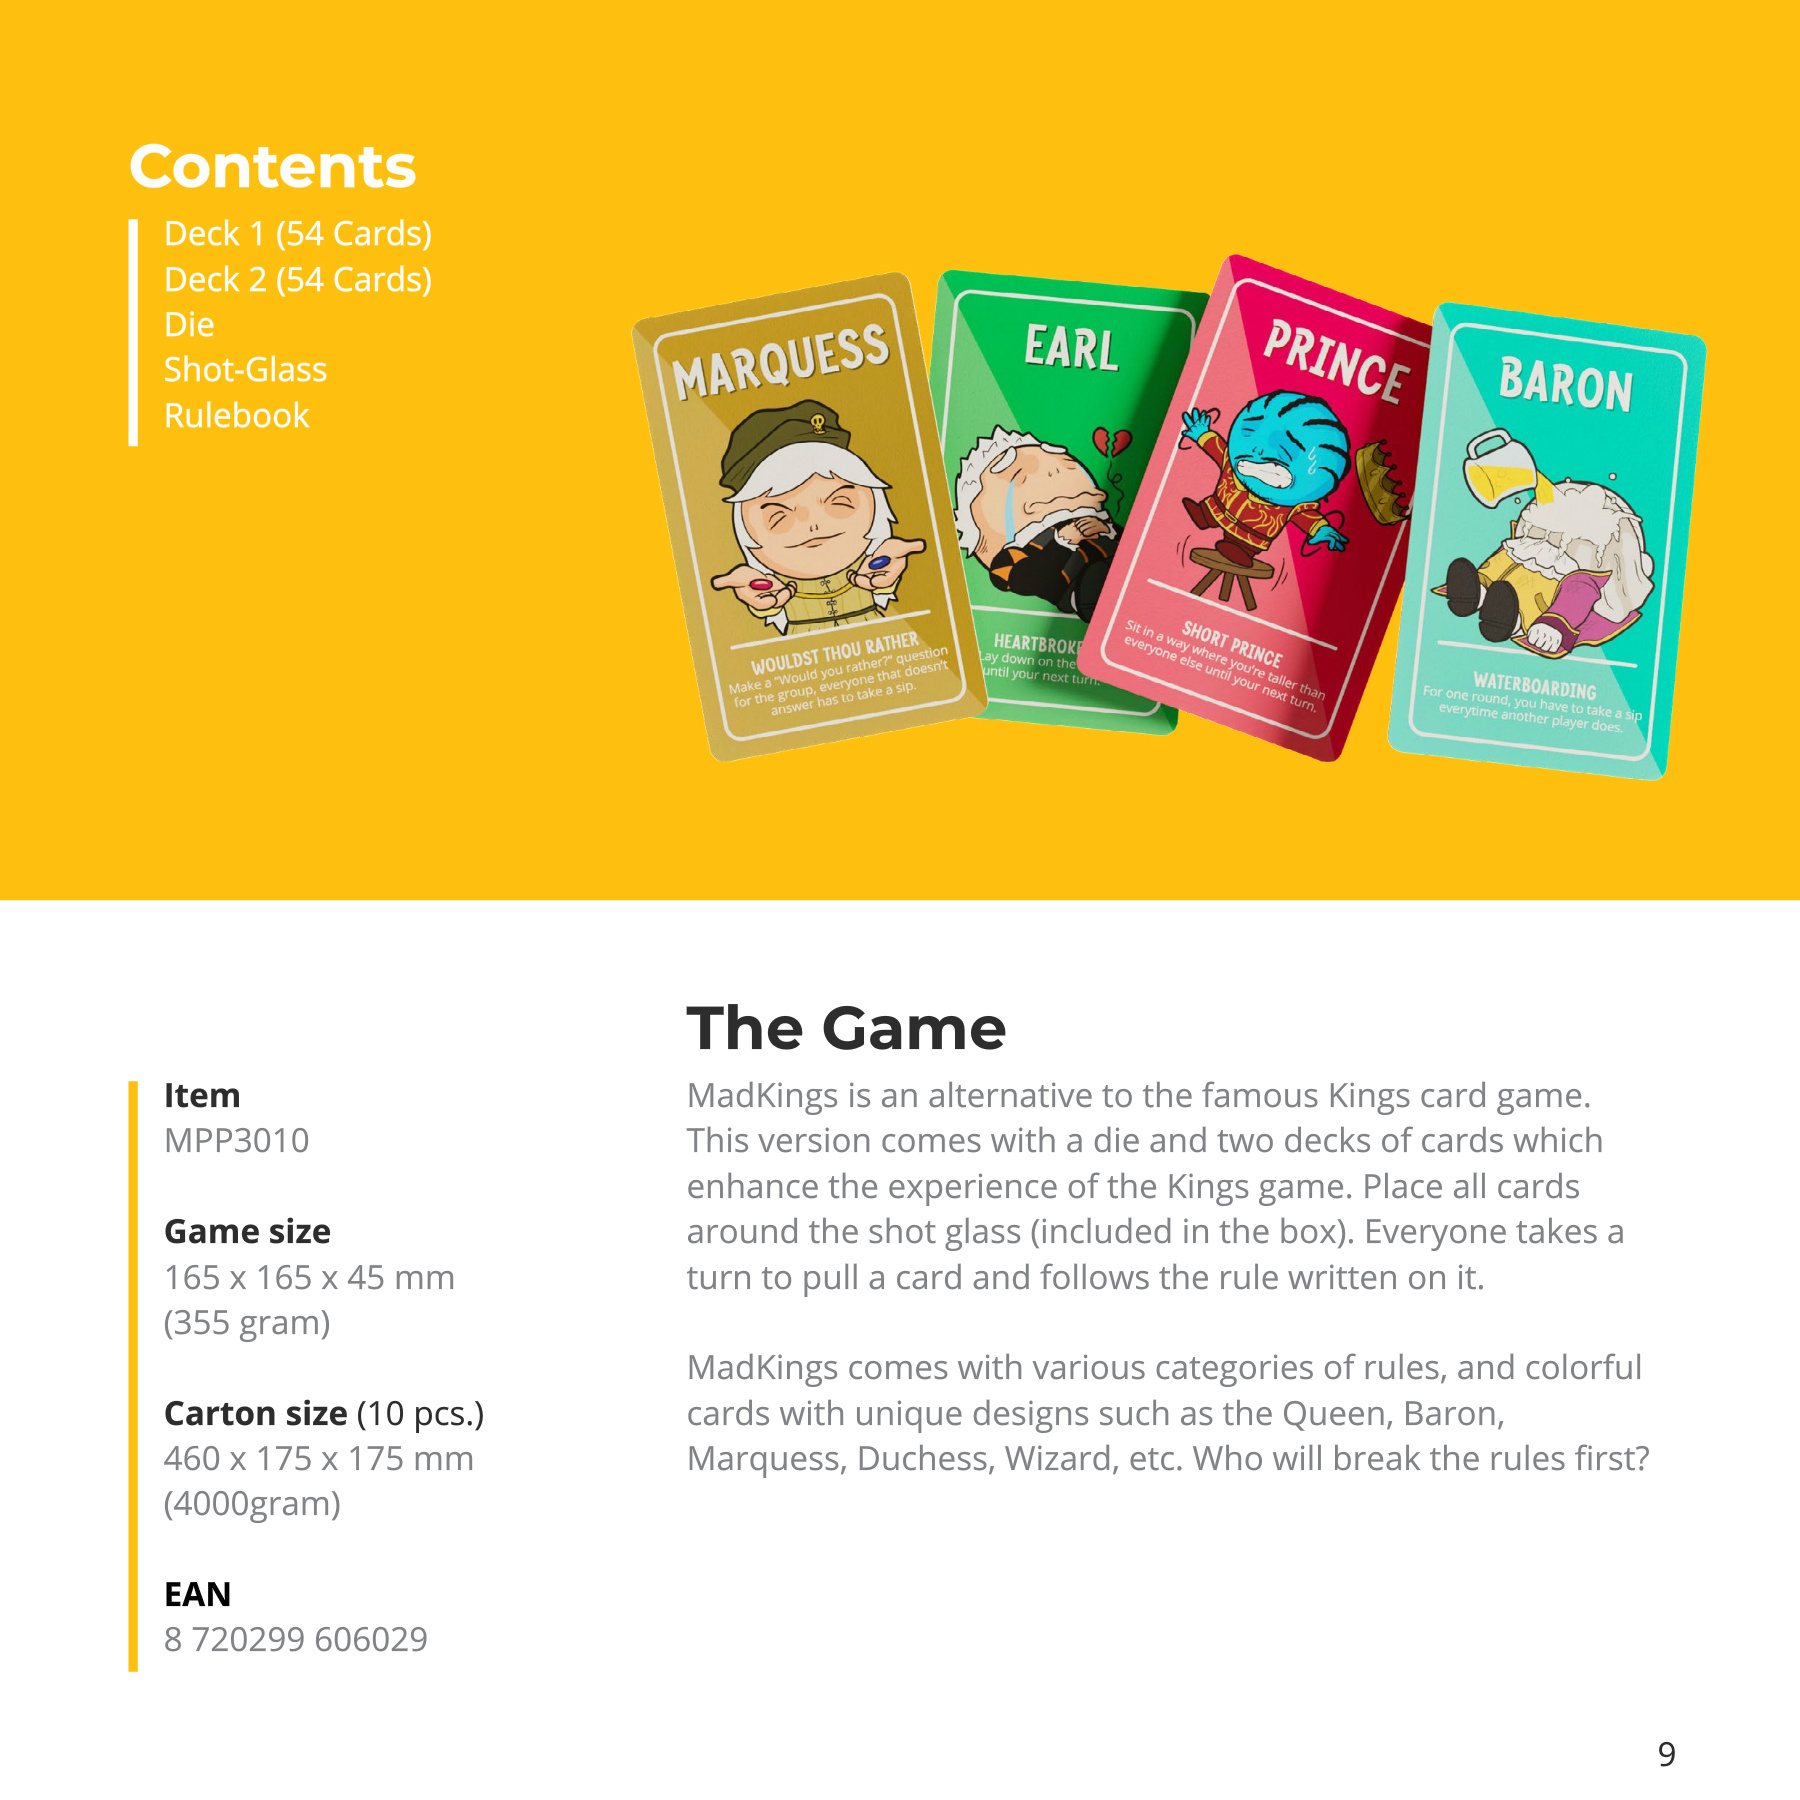 Contents
Deck 1 (54 Cards)
Deck 2 (54 Cards)
Die
Shot-Glass
Rulebook
MARQUESS
WOULDST THOU RATHER
Make a "Would you rather?" question
for the group, everyone that doesn't
answer has to take a sip.
EARL
Lay down on the
until your next turn.
PRINCE
SHORT PRINCE
Sit in a way where you're taller than
everyone else until your next turn.
BARON
WATERBOARDING
For one round, you have to take a sip
everytime another player does.
Item
MPP3010
Game size
165 x 165 x 45 mm
(355 gram)
Carton size (10 pcs.)
460 x 175 x 175 mm
(4000gram)
EAN
8 720299 606029
The Game
MadKings is an alternative to the famous Kings card game.
This version comes with a die and two decks of cards which
enhance the experience of the Kings game. Place all cards
around the shot glass (included in the box). Everyone takes a
turn to pull a card and follows the rule written on it.
MadKings comes with various categories of rules, and colorful
cards with unique designs such as the Queen, Baron,
Marquess, Duchess, Wizard, etc. Who will break the rules first?
9